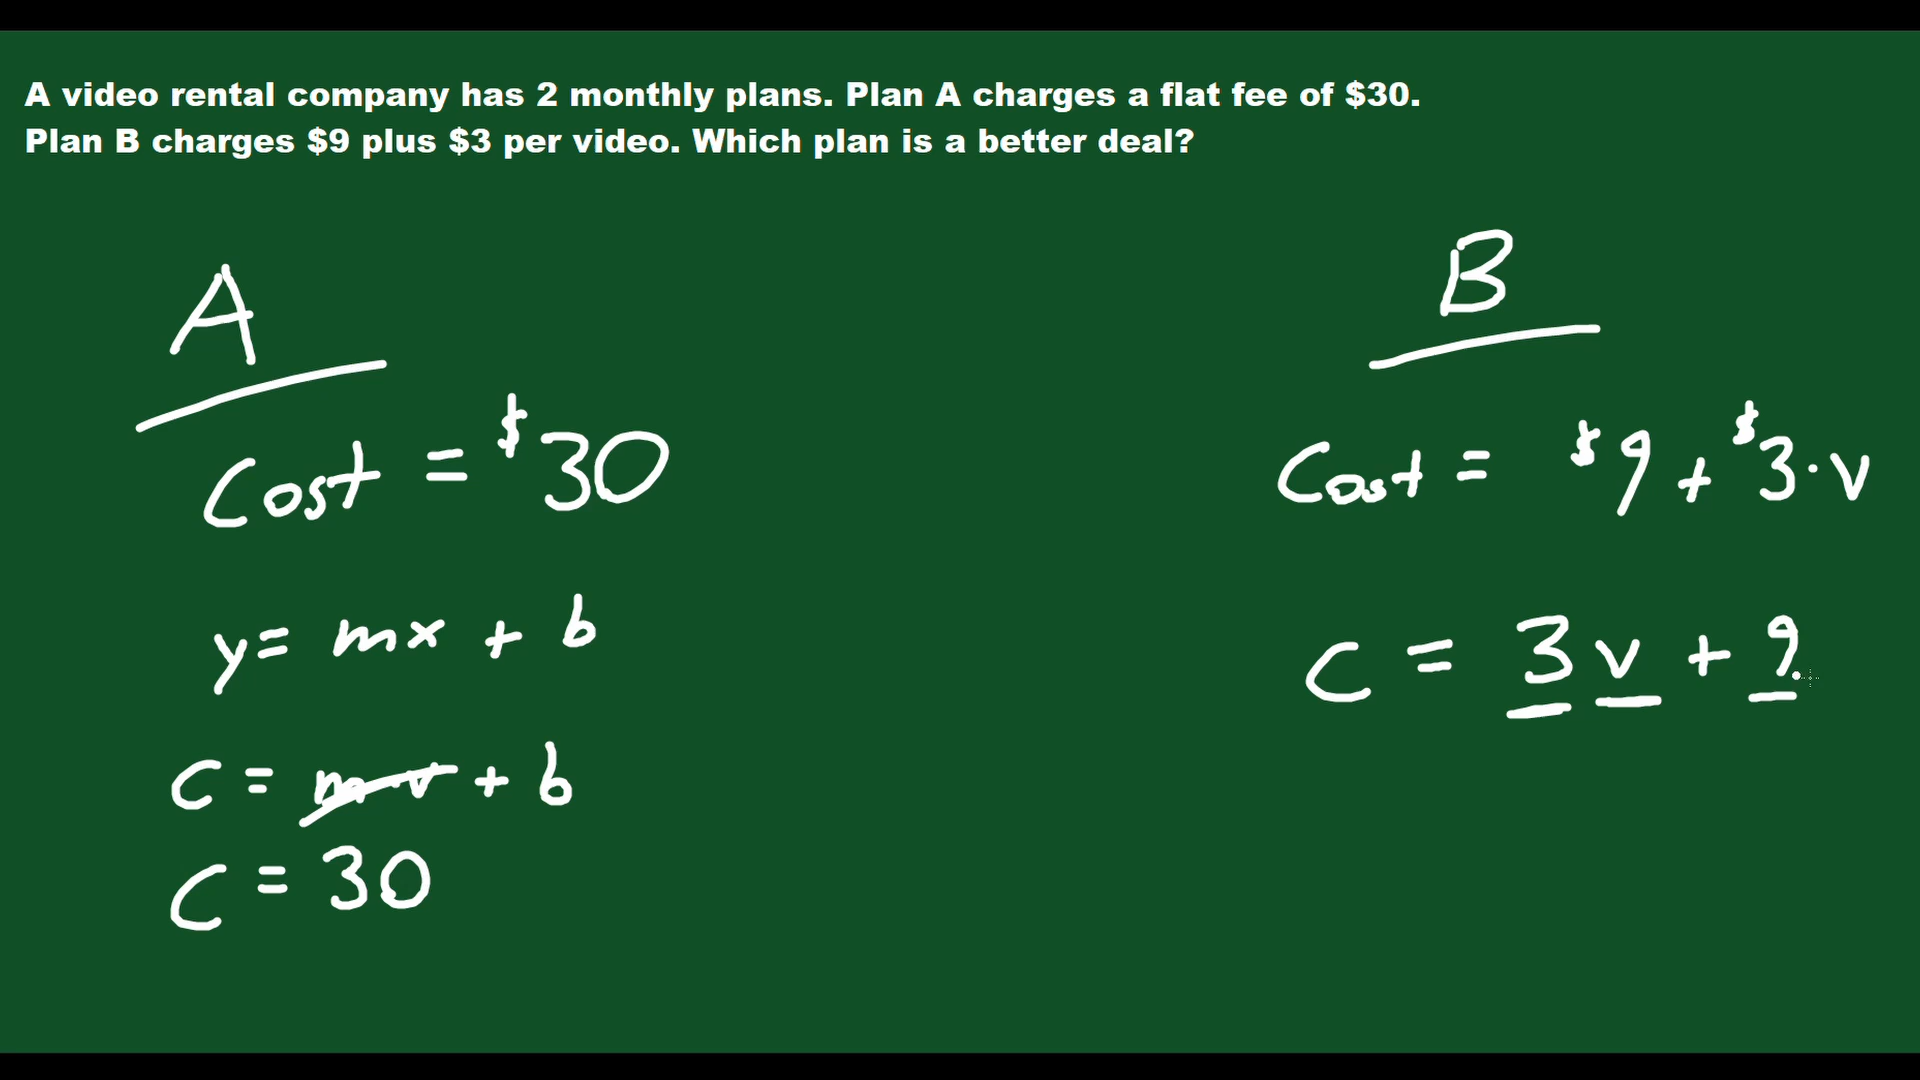 A video rental company has 2 monthly plans. Plan A charges a flat fee of $30.
Plan B charges $9 plus $3 per video. Which plan is a better deal?
A
Cost = $30
y = mx + b
C = m·v + b
C = 30
B
Cost = $9 + $3·v
C = 3v + 9